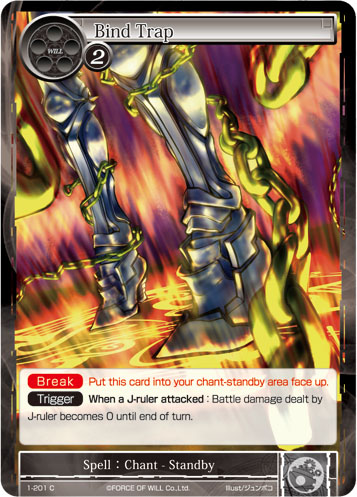 WILL
Bind Trap
2
Break Put this card into your chant-standby area face up.
Trigger When a J-ruler attacked : Battle damage dealt by
J-ruler becomes 0 until end of turn.
Spell : Chant - Standby
1-201 C ©FORCE OF WILL Co.,Ltd. Illust/ジュンボコ